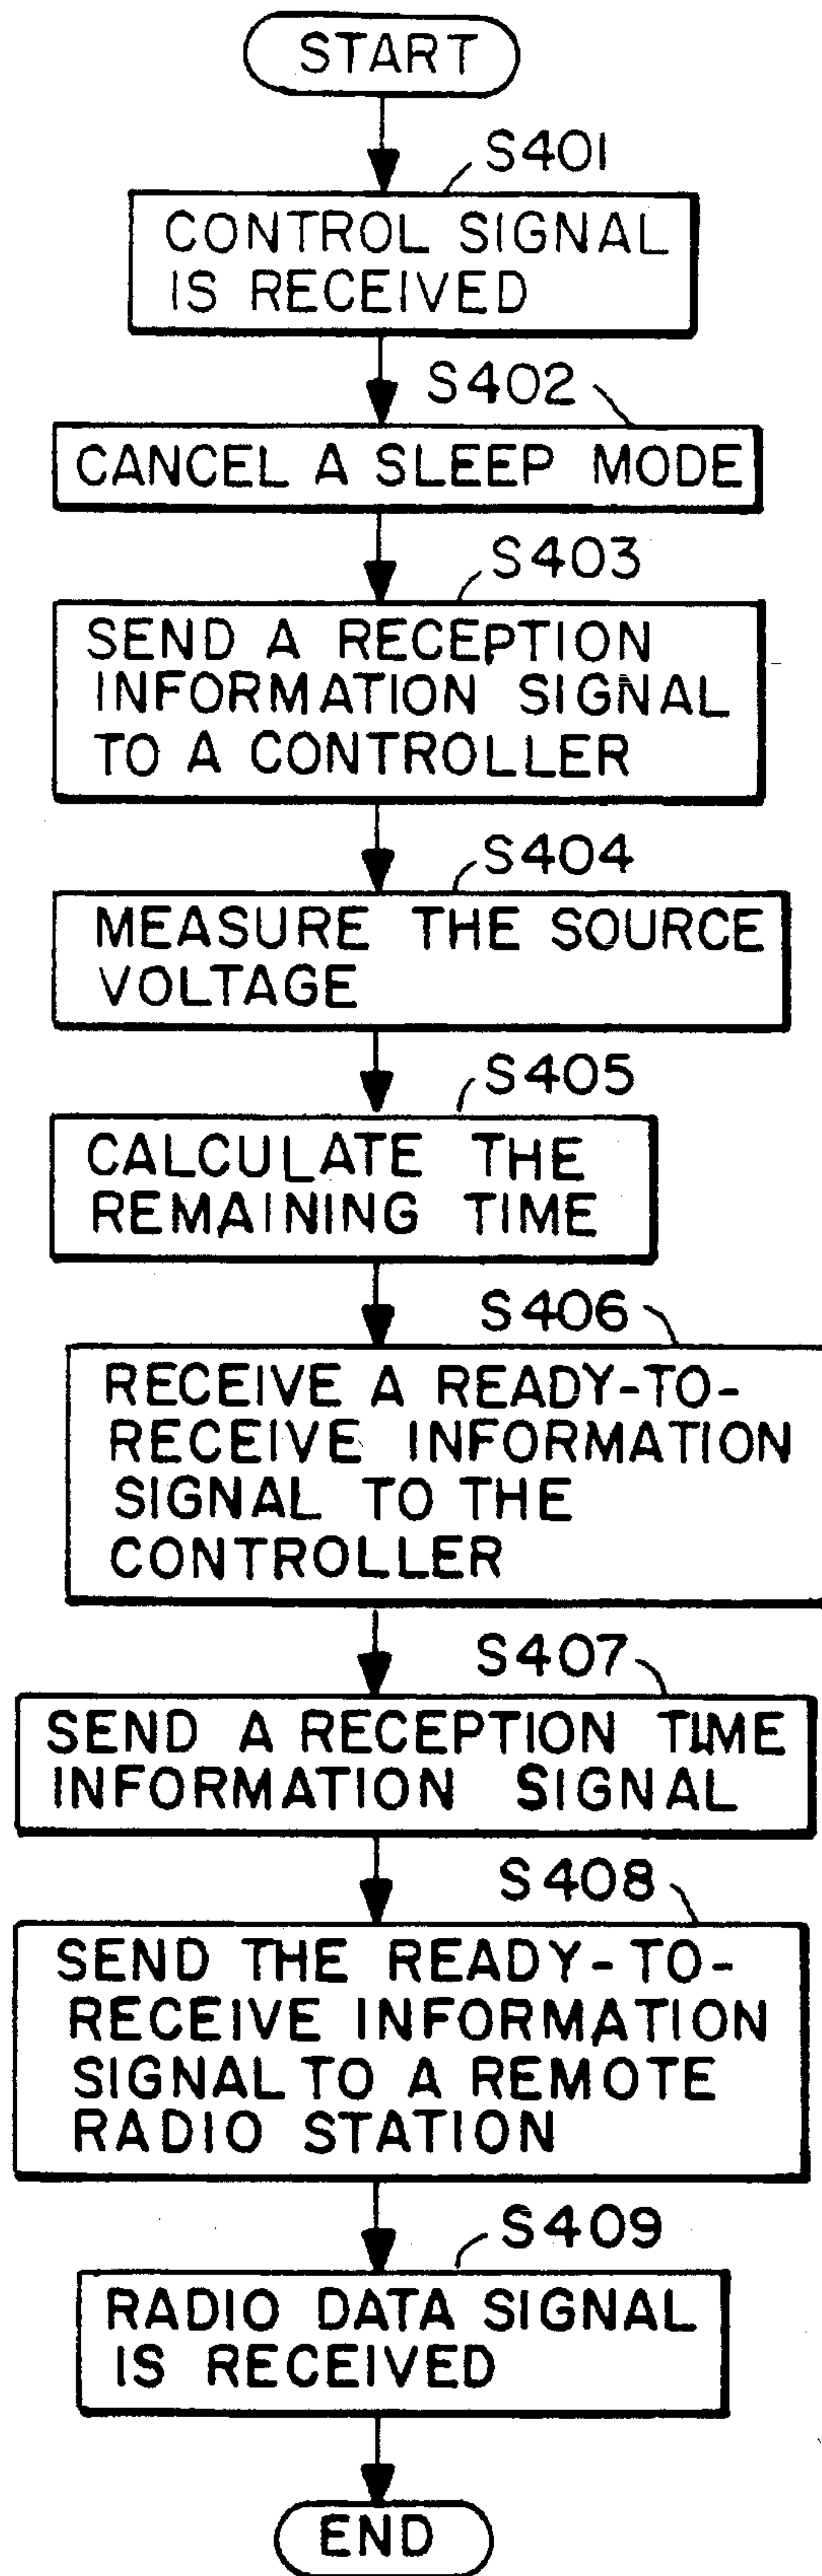 START
S401
CONTROL SIGNAL
IS RECEIVED
S402
CANCEL A SLEEP MODE
S403
SEND A RECEPTION
INFORMATION SIGNAL
TO A CONTROLLER
S404
MEASURE THE SOURCE
VOLTAGE
S405
CALCULATE THE
REMAINING TIME
S406
RECEIVE A READY-TO-
RECEIVE INFORMATION
SIGNAL TO THE
CONTROLLER
S407
SEND A RECEPTION TIME
INFORMATION SIGNAL
S408
SEND THE READY-TO-
RECEIVE INFORMATION
SIGNAL TO A REMOTE
RADIO STATION
S409
RADIO DATA SIGNAL
IS RECEIVED
END